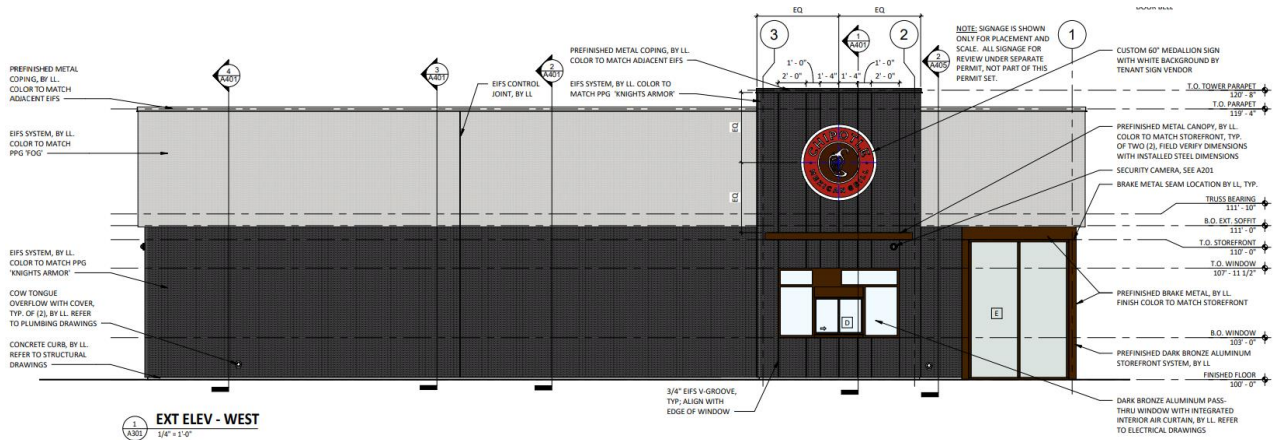 PREFINISHED METAL
COPING, BY LL.
COLOR TO MATCH
ADJACENT EIFS
EIFS SYSTEM, BY LL.
COLOR TO MATCH
PPG 'FOG'
EIFS SYSTEM, BY LL.
COLOR TO MATCH PPG
'KNIGHTS ARMOR'
COW TONGUE
OVERFLOW WITH COVER,
TYP. OF (2), BY LL. REFER
TO PLUMBING DRAWINGS
CONCRETE CURB, BY LL.
REFER TO STRUCTURAL
DRAWINGS
4
A401
3
A401
EIFS CONTROL
JOINT, BY LL
2
A401
PREFINISHED METAL COPING, BY LL.
COLOR TO MATCH ADJACENT EIFS
EIFS SYSTEM, BY LL. COLOR TO
MATCH PPG 'KNIGHTS ARMOR'
EQ
EQ
3
1
A401
2
1' - 0"
1' - 0"
2' - 0"
1' - 4"
1' - 4"
2' - 0"
EQ
EQ
2
A405
NOTE: SIGNAGE IS SHOWN
ONLY FOR PLACEMENT AND
SCALE. ALL SIGNAGE FOR
REVIEW UNDER SEPARATE
PERMIT, NOT PART OF THIS
PERMIT SET.
1
DOOR BELL
CUSTOM 60" MEDALLION SIGN
WITH WHITE BACKGROUND BY
TENANT SIGN VENDOR
T.O. TOWER PARAPET
120' - 8"
T.O. PARAPET
119' - 4"
PREFINISHED METAL CANOPY, BY LL.
COLOR TO MATCH STOREFRONT, TYP.
OF TWO (2), FIELD VERIFY DIMENSIONS
WITH INSTALLED STEEL DIMENSIONS
SECURITY CAMERA, SEE A201
BRAKE METAL SEAM LOCATION BY LL, TYP.
TRUSS BEARING
111' - 10"
B.O. EXT. SOFFIT
111' - 0"
T.O. STOREFRONT
110' - 0"
T.O. WINDOW
107' - 11 1/2"
PREFINISHED BRAKE METAL, BY LL.
FINISH COLOR TO MATCH STOREFRONT
B.O. WINDOW
103' - 0"
PREFINISHED DARK BRONZE ALUMINUM
STOREFRONT SYSTEM, BY LL
FINISHED FLOOR
100' - 0"
DARK BRONZE ALUMINUM PASS-
THRU WINDOW WITH INTEGRATED
INTERIOR AIR CURTAIN, BY LL. REFER
TO ELECTRICAL DRAWINGS
CHIPOTLE
MEXICAN GRILL
D
E
3/4" EIFS V-GROOVE,
TYP; ALIGN WITH
EDGE OF WINDOW
1
A301
EXT ELEV - WEST
1/4" = 1'-0"